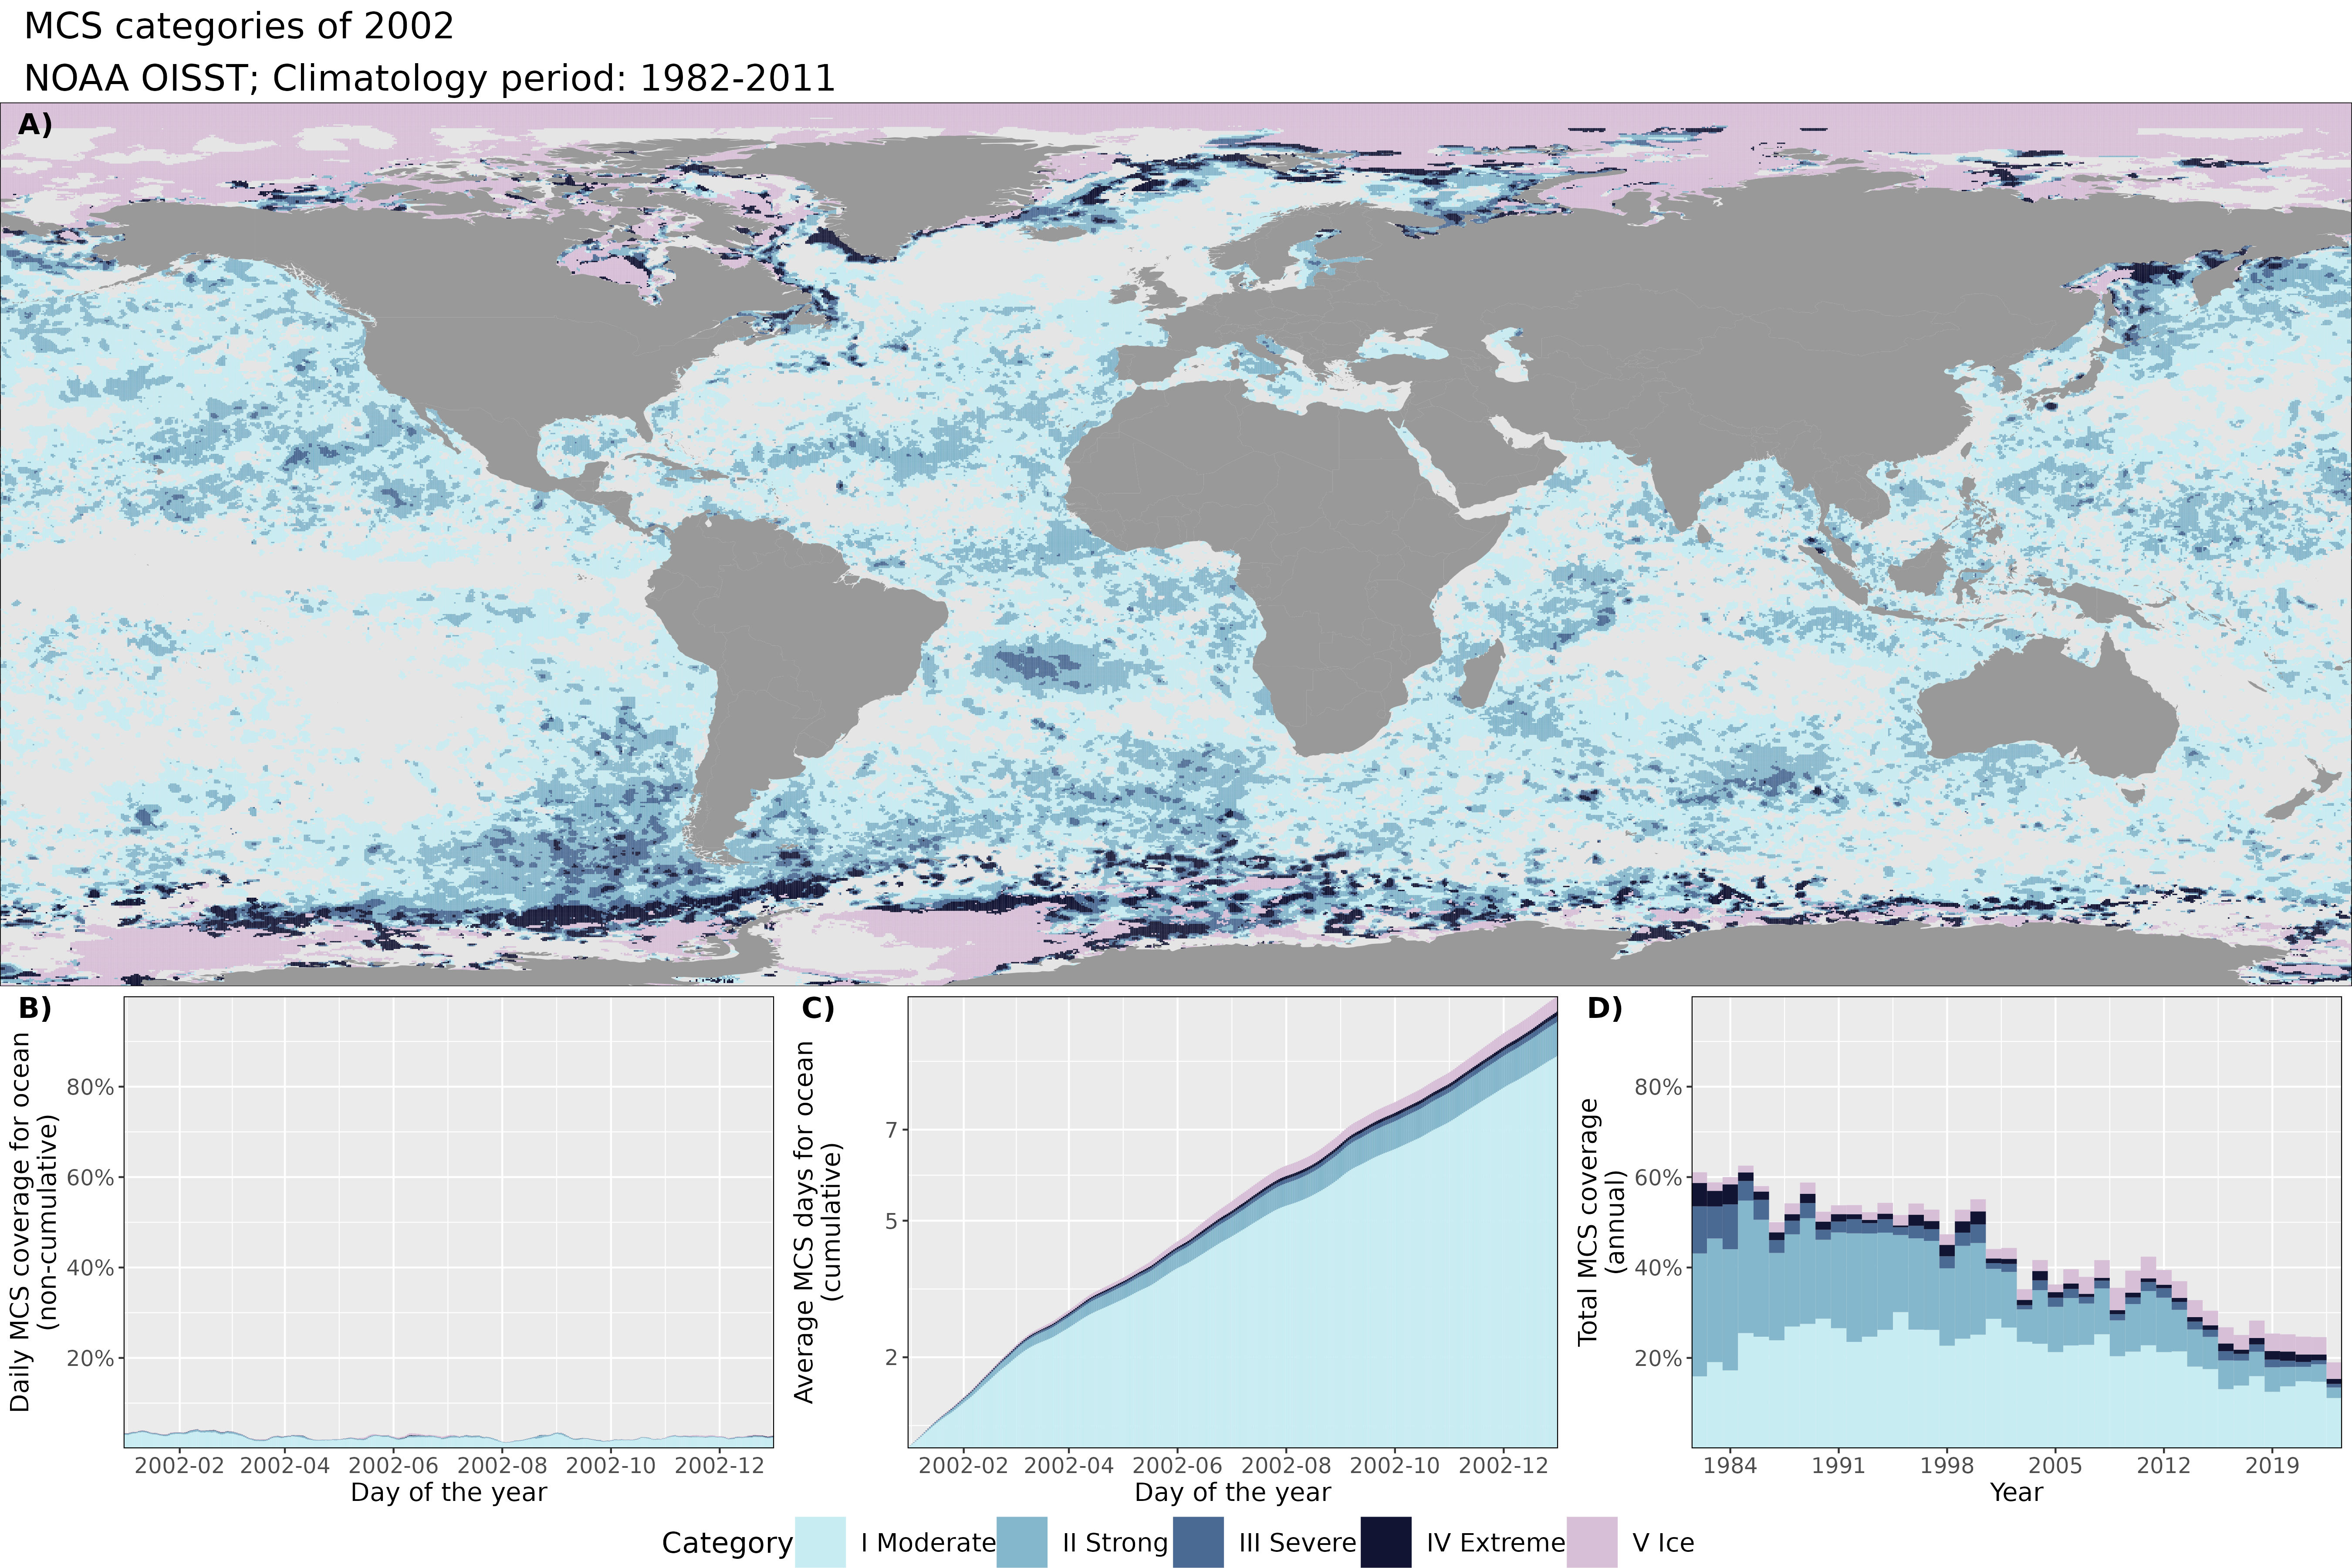 MCS categories of 2002
NOAA OISST; Climatology period: 1982-2011
A)
B)
Daily MCS coverage for ocean
(non-cumulative)
80%
60%
40%
20%
2002-02 2002-04 2002-06 2002-08 2002-10 2002-12
Day of the year
C)
Average MCS days for ocean
(cumulative)
7
5
2
2002-02 2002-04 2002-06 2002-08 2002-10 2002-12
Day of the year
D)
Total MCS coverage
(annual)
80%
60%
40%
20%
1984 1991 1998 2005 2012 2019
Year
Category I Moderate II Strong III Severe IV Extreme V Ice